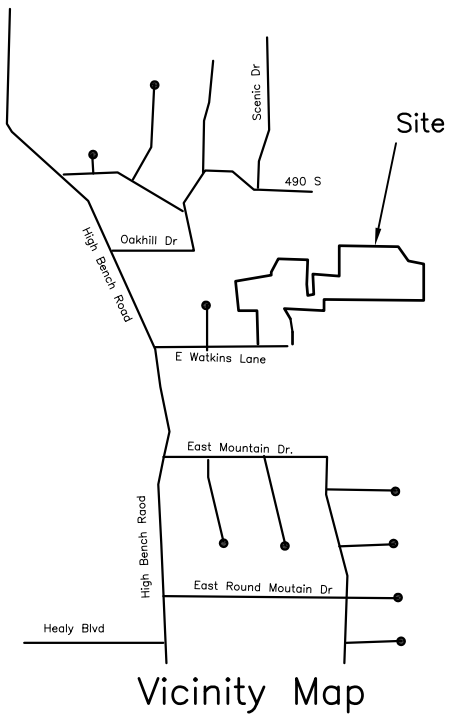 Scenic Dr
Site
490 S
Oakhill Dr
High Bench Road
E Watkins Lane
East Mountain Dr.
High Bench Raod
East Round Moutain Dr
Healy Blvd
Vicinity Map